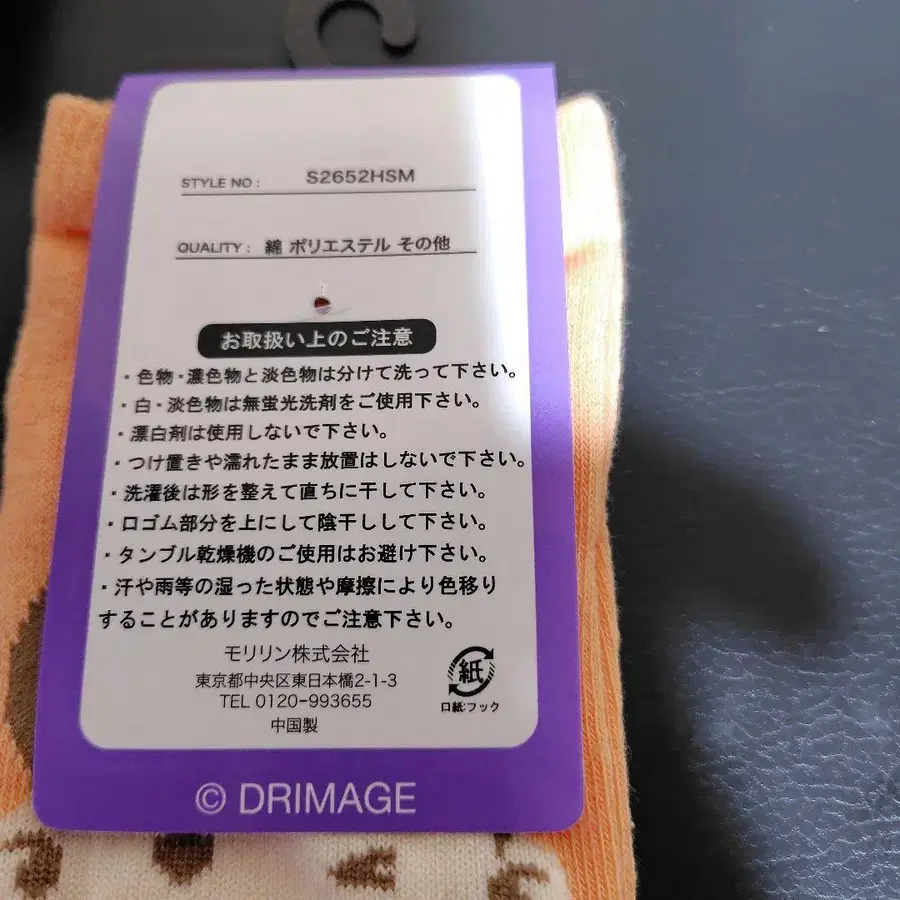 STYLE NO : S2652HSM
QUALITY : 綿 ポリエステル その他
お取扱い上のご注意
・色物・濃色物と淡色物は分けて洗って下さい。
・白・淡色物は無蛍光洗剤をご使用下さい。
・漂白剤は使用しないで下さい。
・つけ置きや濡れたまま放置はしないで下さい。
・洗濯後は形を整えて直ちに干して下さい。
・口ゴム部分を上にして陰干しして下さい。
・タンブル乾燥機のご使用はお避け下さい。
・汗や雨等の湿った状態や摩擦により色移り
することがありますのでご注意下さい。
モリリン株式会社
東京都中央区東日本橋2-1-3
TEL 0120-993655
中国製
紙
口紙:フック
© DRIMAGE